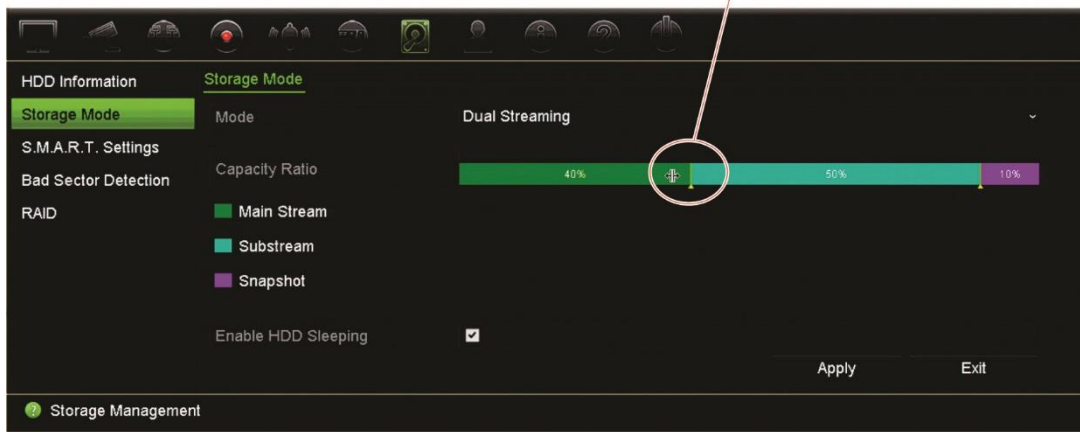 HDD Information
Storage Mode
S.M.A.R.T. Settings
Bad Sector Detection
RAID
Storage Mode
Mode
Dual Streaming
Capacity Ratio
40%
50%
10%
Main Stream
Substream
Snapshot
Enable HDD Sleeping
Apply
Exit
? Storage Management